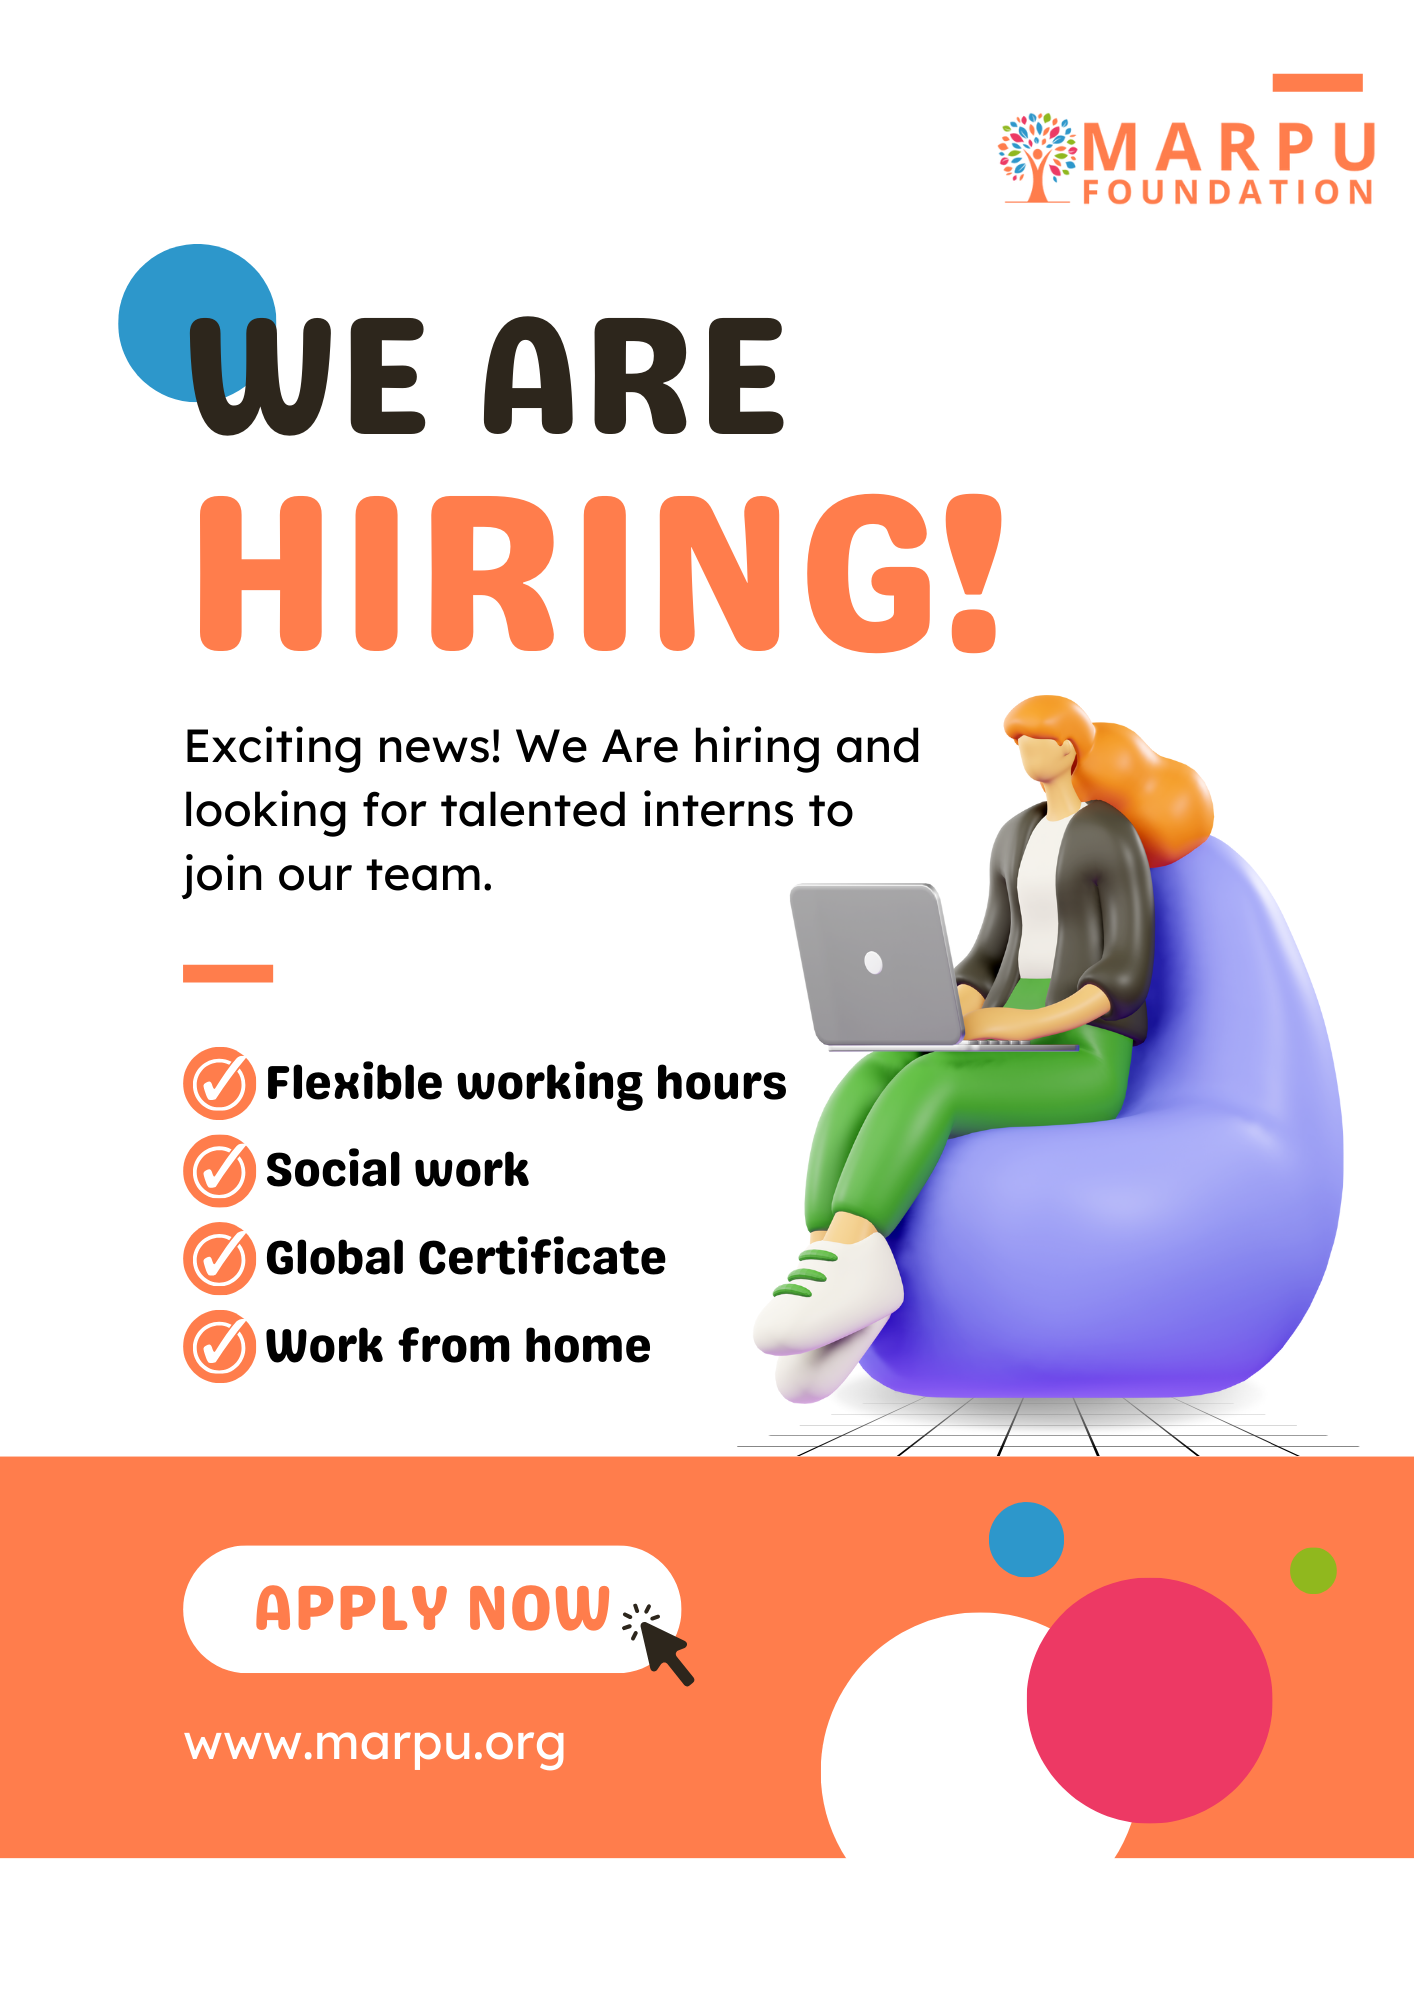 MARPU
FOUNDATION
WE ARE
HIRING!
Exciting news! We Are hiring and
looking for talented interns to
join our team.
Flexible working hours
Social work
Global Certificate
Work from home
APPLY NOW
www.marpu.org